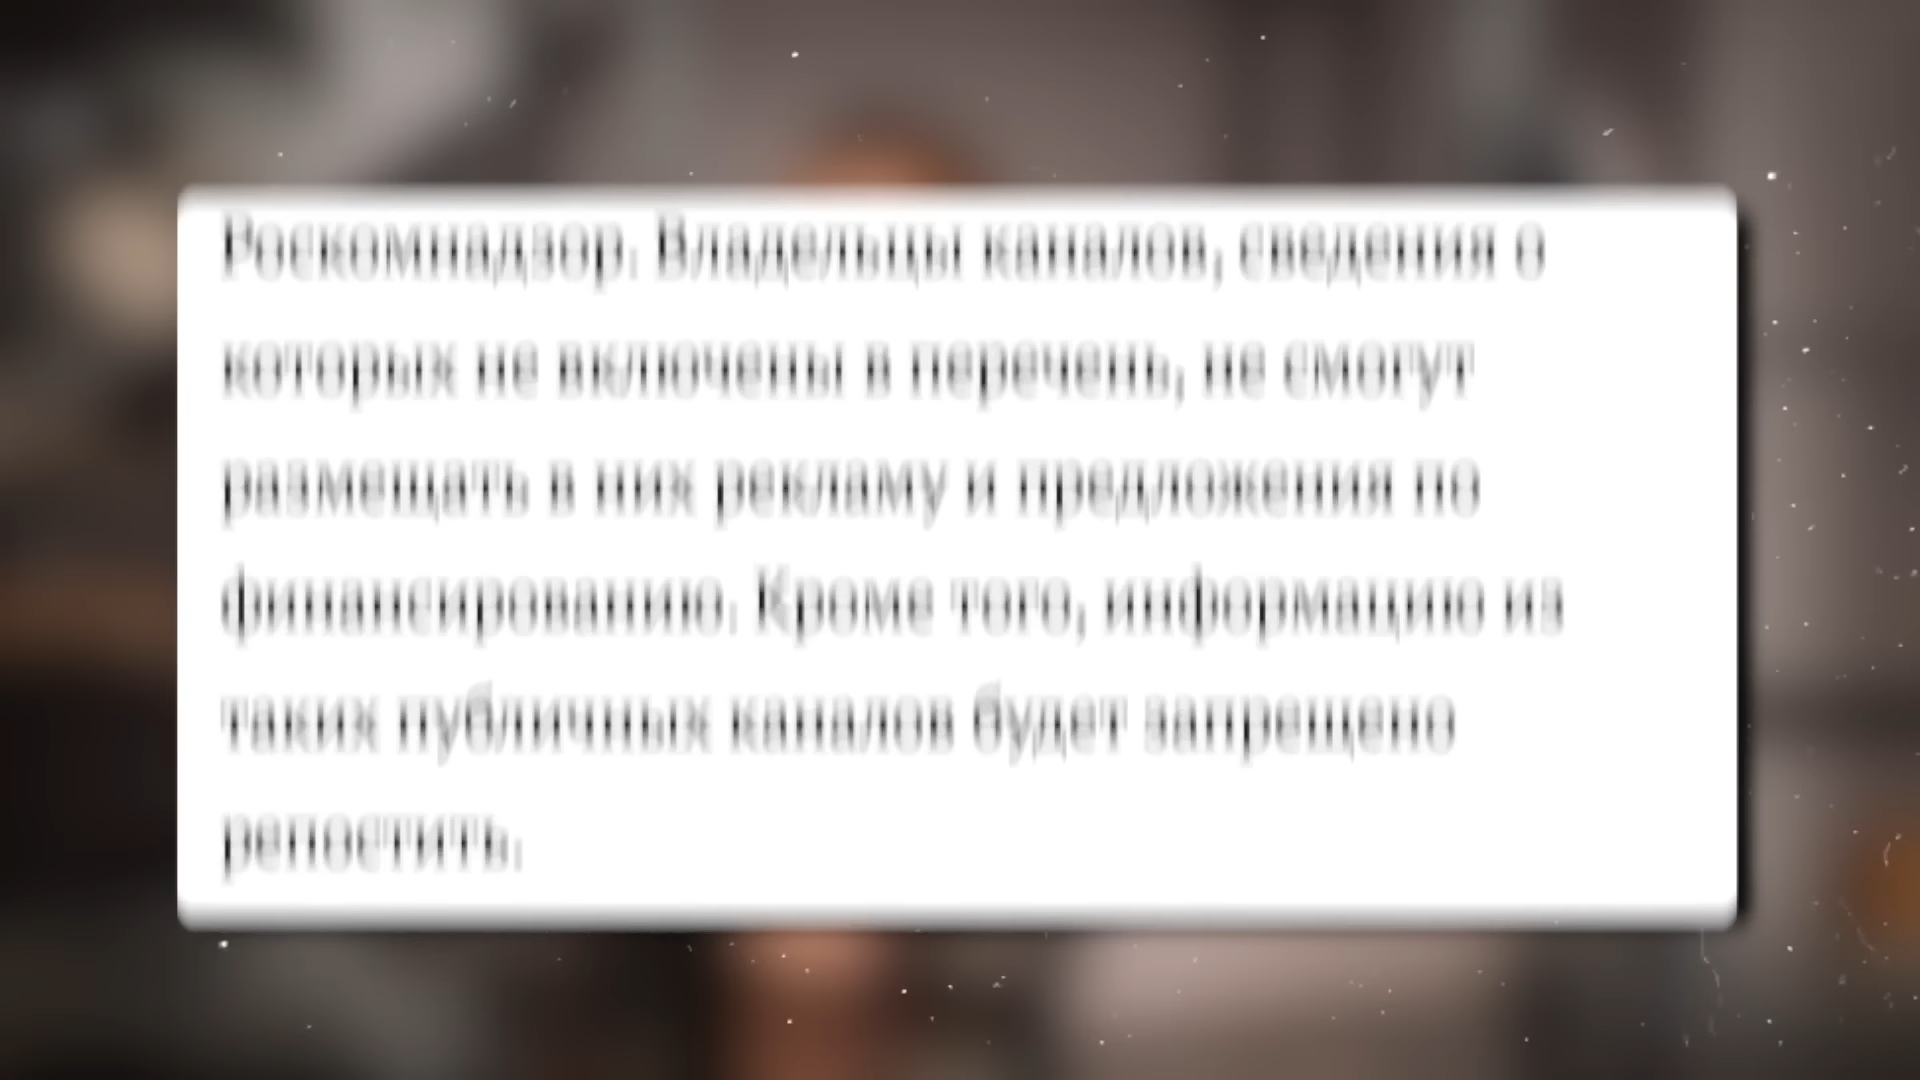 Роскомнадзор. Владельцы каналов, сведения о
которых не включены в перечень, не смогут
размещать в них рекламу и предложения по
финансированию. Кроме того, информацию из
таких публичных каналов будет запрещено
репостить.